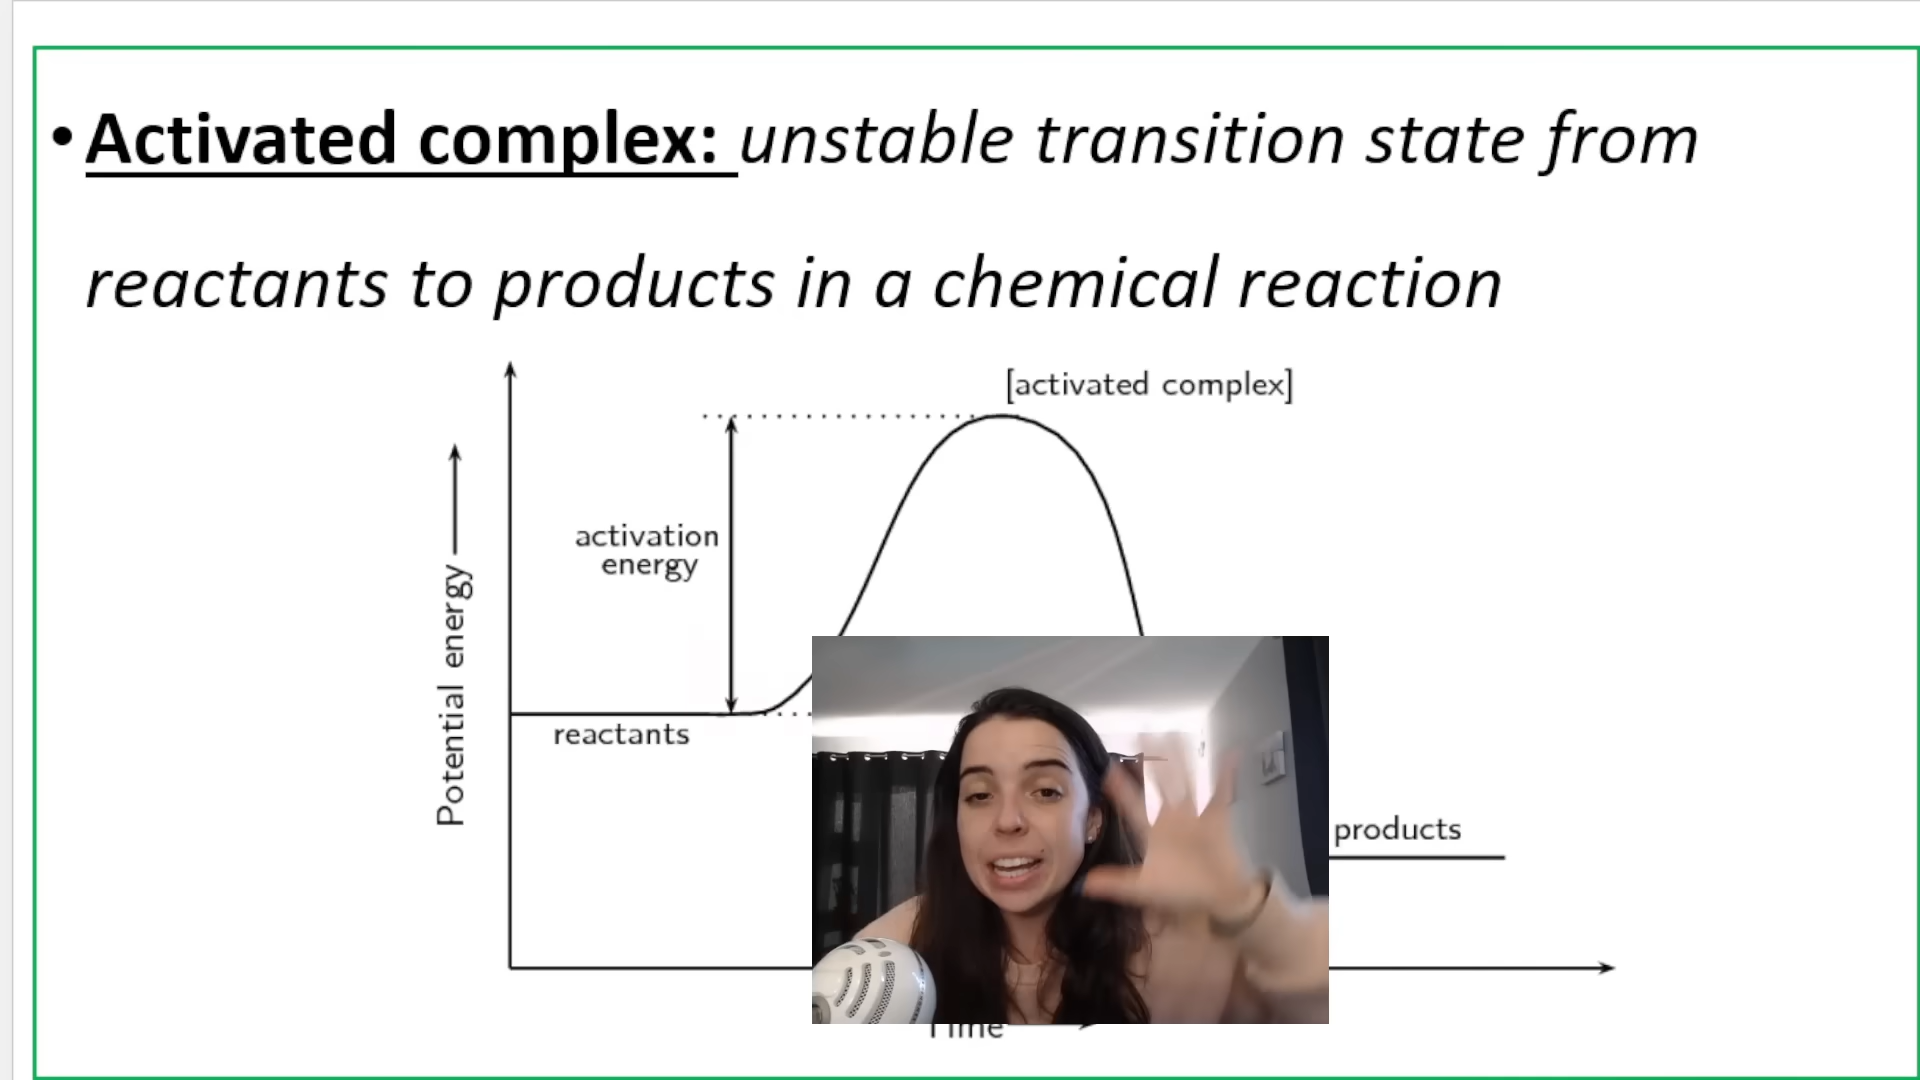 • Activated complex: unstable transition state from
reactants to products in a chemical reaction
[activated complex]
activation
energy
Potential energy
reactants
products
Time